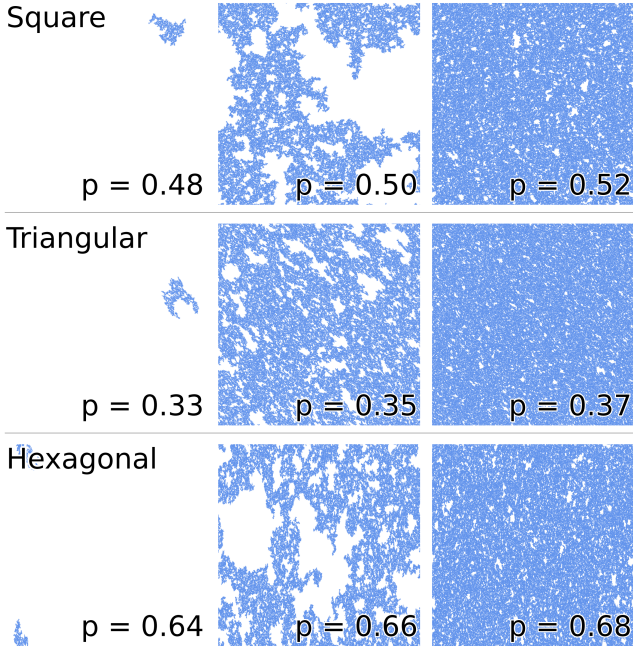 Square
p = 0.48
p = 0.50
p = 0.52
Triangular
p = 0.33
p = 0.35
p = 0.37
Hexagonal
p = 0.64
p = 0.66
p = 0.68